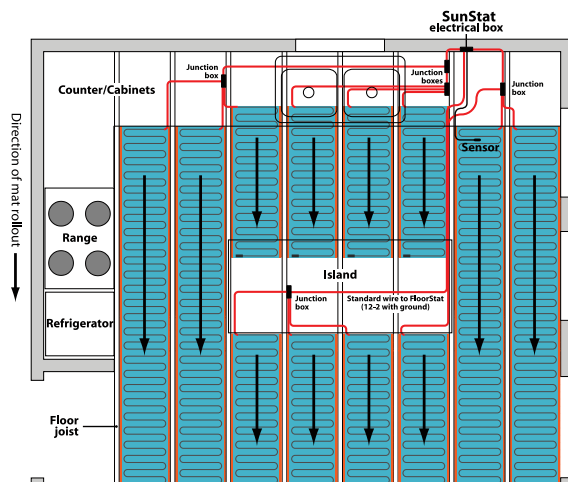 SunStat
electrical box
Junction
box
Counter/Cabinets
Junction
boxes
Junction
box
Sensor
Direction of mat rollout
Range
Island
Refrigerator
Junction
box
Standard wire to FloorStat
(12–2 with ground)
Floor
joist